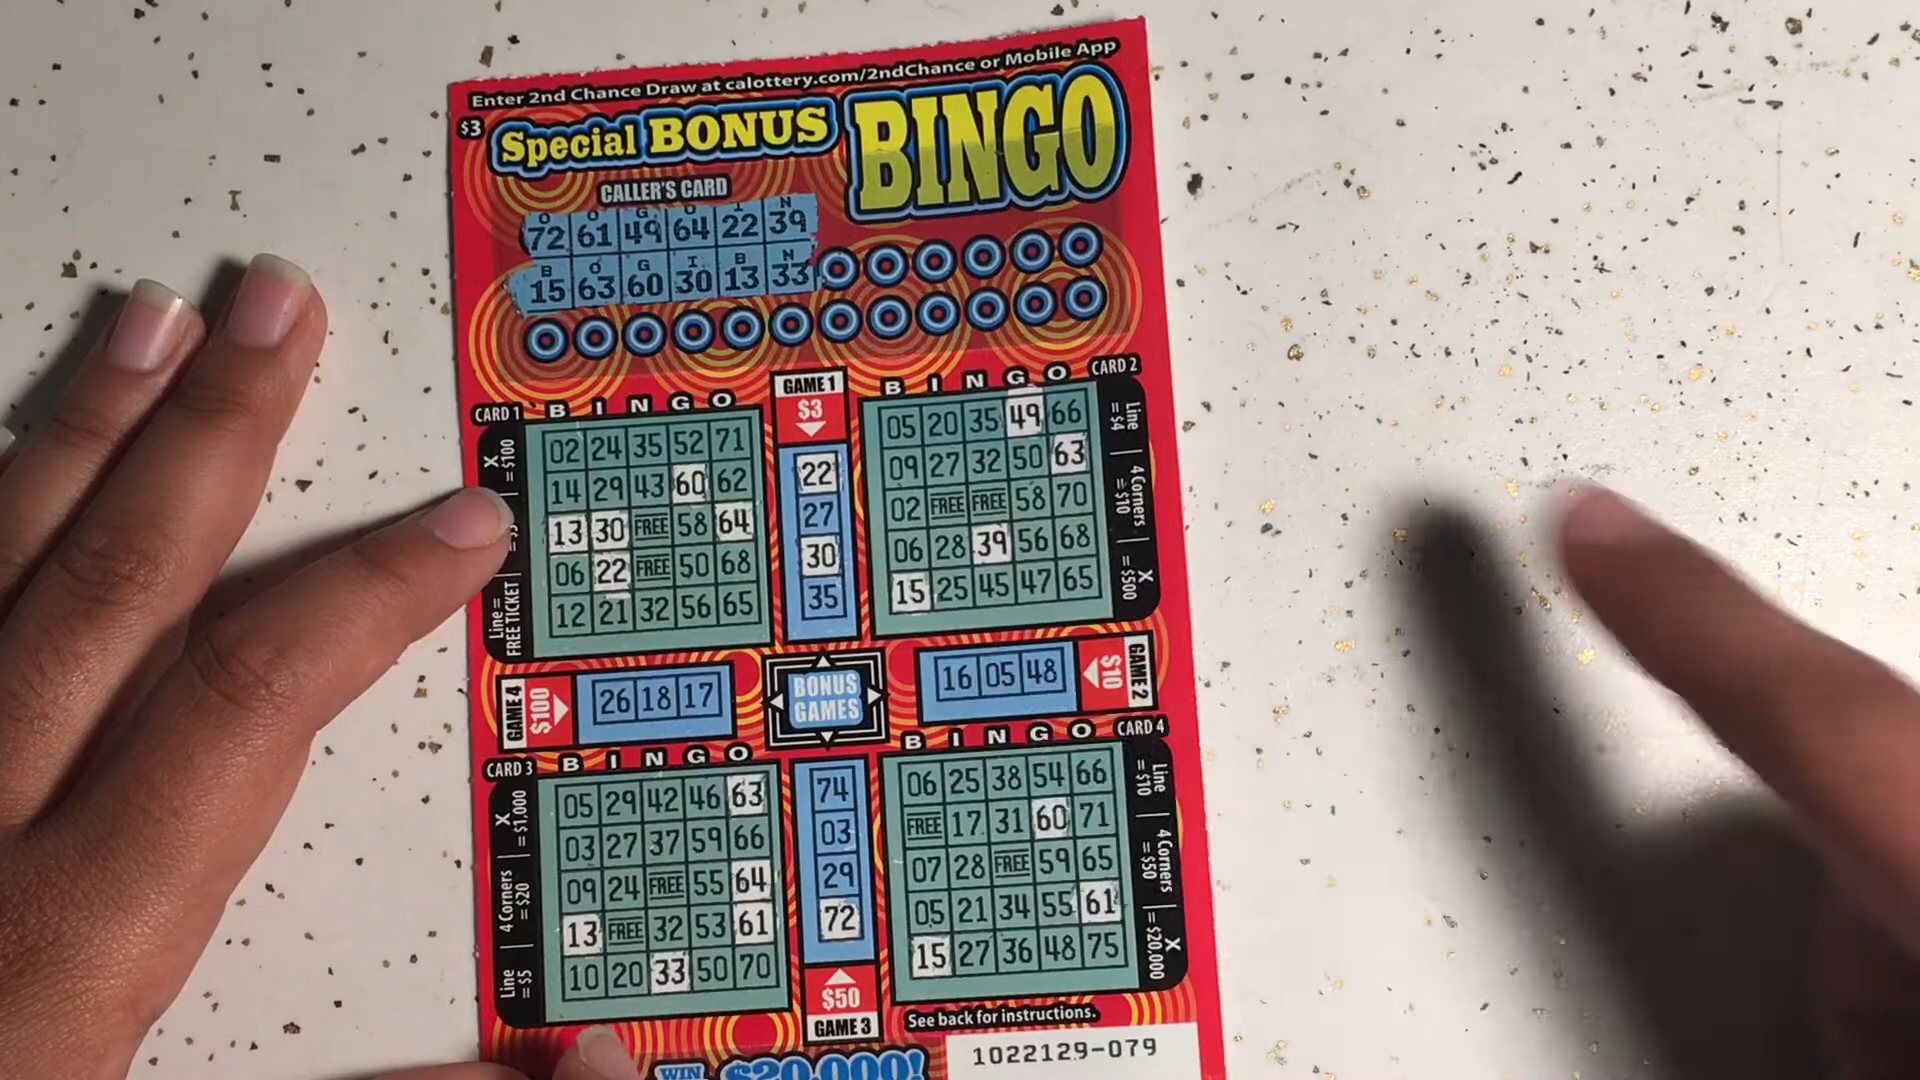 Enter 2nd Chance Draw at calottery.com/2ndChance or Mobile App
$3
Special BONUS BINGO
CALLER'S CARD
O O G O I N
72 61 49 64 22 39
B O G I B N
15 63 60 30 13 33
CARD 1
B I N G O
02 24 35 52 71
14 29 43 60 62
13 30 FREE 58 64
06 22 FREE 50 68
12 21 32 56 65
Line = FREE TICKET
X = $100
GAME 1
$3
22
27
30
35
CARD 2
B I N G O
05 20 35 49 66
09 27 32 50 63
02 FREE FREE 58 70
06 28 39 56 68
15 25 45 47 65
Line = $4
4 Corners = $10
X = $500
GAME 4
$100
26 18 17
BONUS GAMES
16 05 48
$10
GAME 2
CARD 3
B I N G O
05 29 42 46 63
03 27 37 59 66
09 24 FREE 55 64
13 FREE 32 53 61
10 20 33 50 70
Line = $5
4 Corners = $20
X = $1,000
74
03
29
72
$50
GAME 3
CARD 4
B I N G O
06 25 38 54 66
FREE 17 31 60 71
07 28 FREE 59 65
05 21 34 55 61
15 27 36 48 75
Line = $10
4 Corners = $50
X = $20,000
See back for instructions.
1022129-079
WIN $20,000!